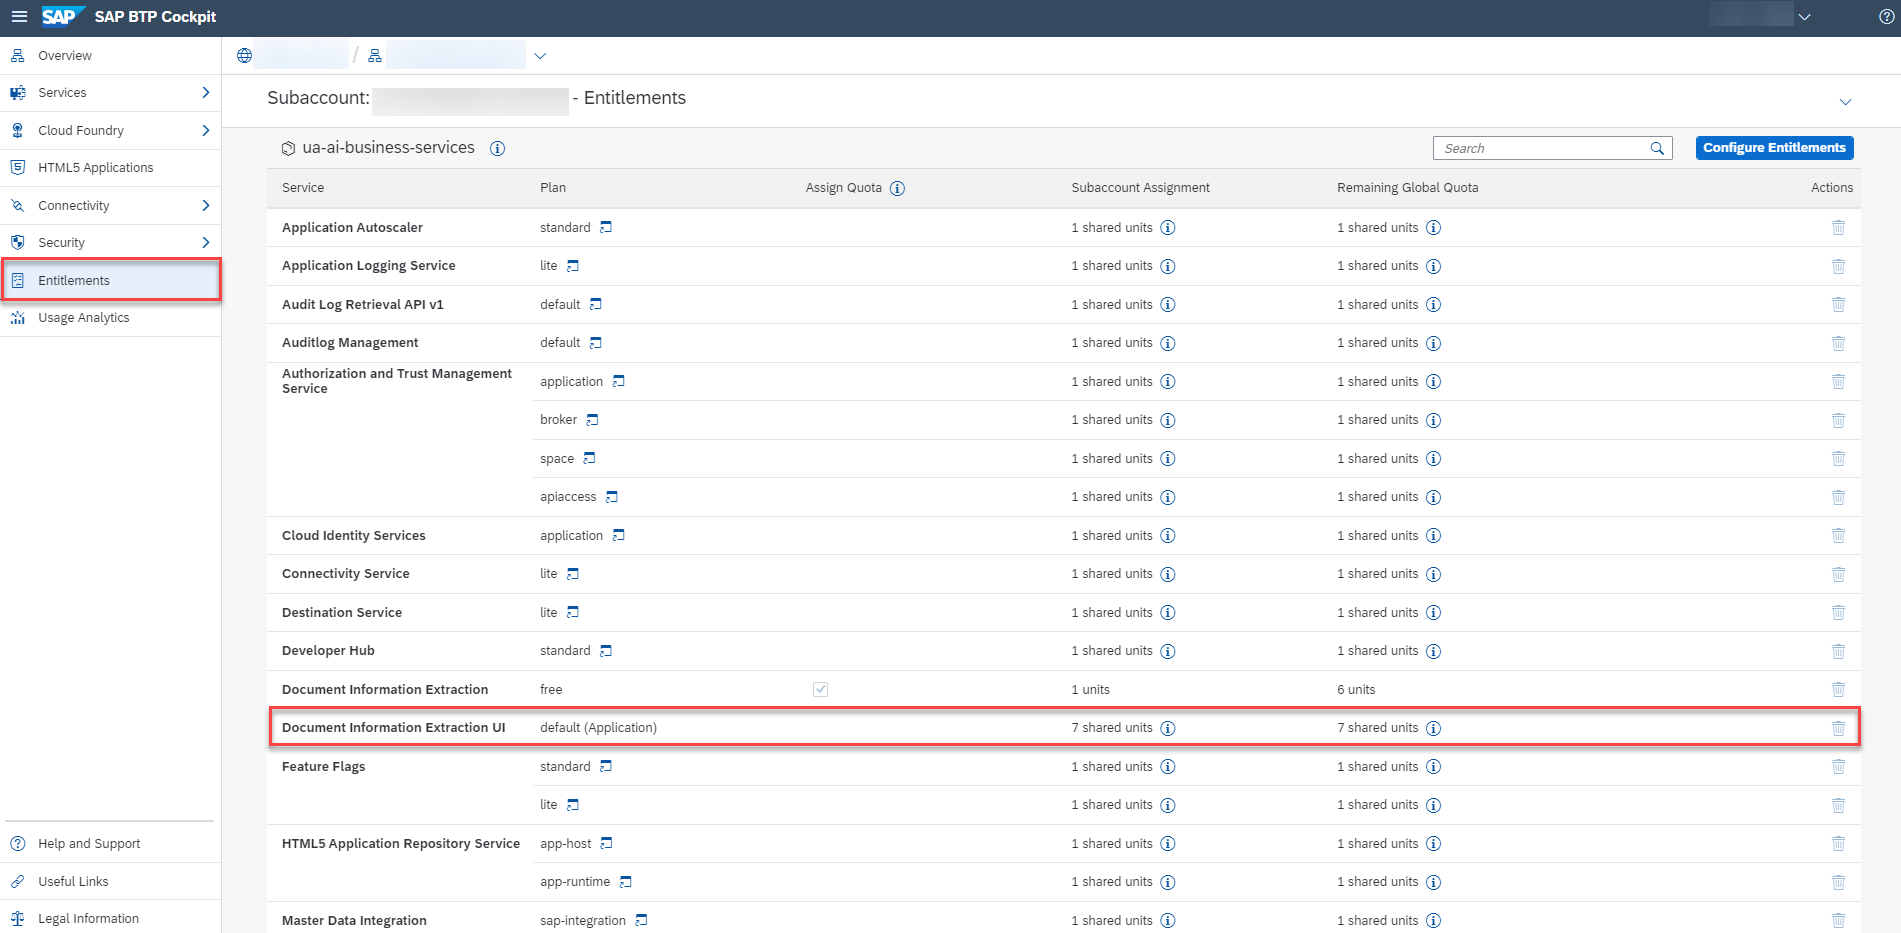 SAP SAP BTP Cockpit
Overview
Services
Cloud Foundry
HTML5 Applications
Connectivity
Security
Entitlements
Usage Analytics
Help and Support
Useful Links
Legal Information
/
Subaccount: - Entitlements
ua-ai-business-services
Search
Configure Entitlements
Service Plan Assign Quota Subaccount Assignment Remaining Global Quota Actions
Application Autoscaler standard 1 shared units 1 shared units
Application Logging Service lite 1 shared units 1 shared units
Audit Log Retrieval API v1 default 1 shared units 1 shared units
Auditlog Management default 1 shared units 1 shared units
Authorization and Trust Management
Service
application 1 shared units 1 shared units
broker 1 shared units 1 shared units
space 1 shared units 1 shared units
apiaccess 1 shared units 1 shared units
Cloud Identity Services application 1 shared units 1 shared units
Connectivity Service lite 1 shared units 1 shared units
Destination Service lite 1 shared units 1 shared units
Developer Hub standard 1 shared units 1 shared units
Document Information Extraction free 1 units 6 units
Document Information Extraction UI default (Application) 7 shared units 7 shared units
Feature Flags standard 1 shared units 1 shared units
lite 1 shared units 1 shared units
HTML5 Application Repository Service app-host 1 shared units 1 shared units
app-runtime 1 shared units 1 shared units
Master Data Integration sap-integration 1 shared units 1 shared units